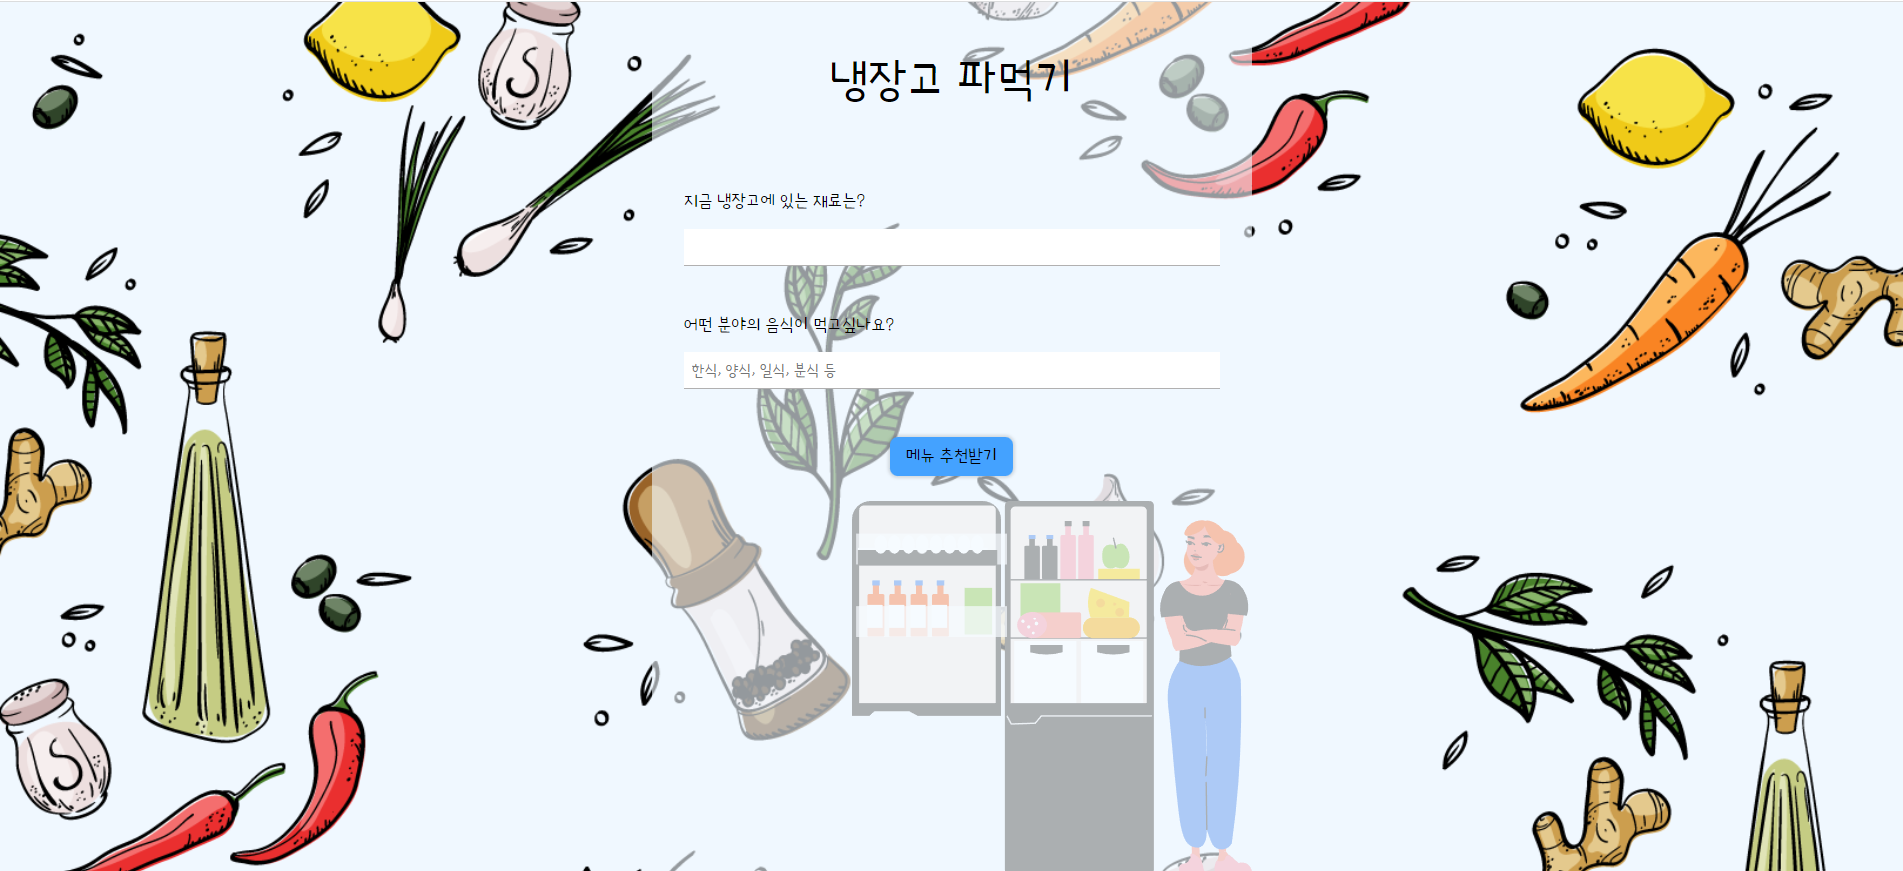 냉장고 파먹기
지금 냉장고에 있는 재료는?
어떤 분야의 음식이 먹고싶나요?
한식, 양식, 일식, 분식 등
메뉴 추천받기
S
S